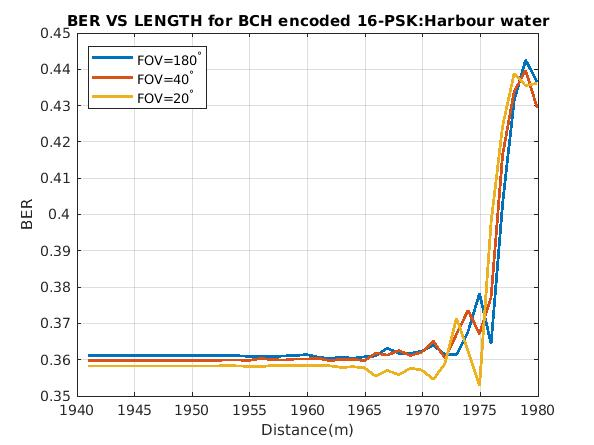 BER VS LENGTH for BCH encoded 16-PSK:Harbour water
0.45
0.44
0.43
0.42
0.41
0.4
0.39
0.38
0.37
0.36
0.35
BER
FOV=180°
FOV=40°
FOV=20°
1940 1945 1950 1955 1960 1965 1970 1975 1980
Distance(m)